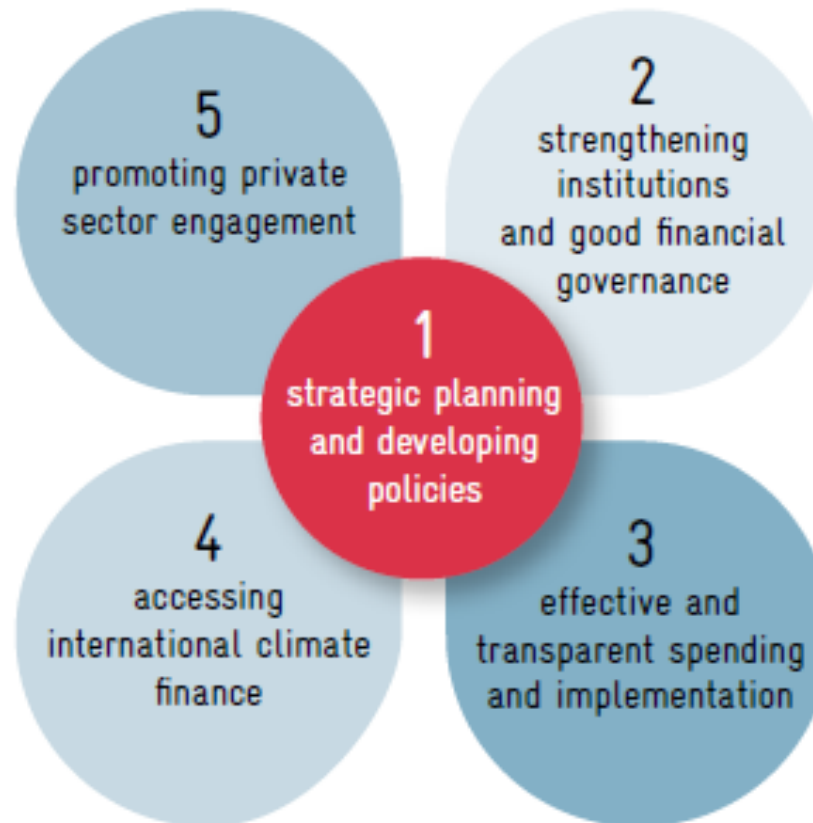 1
strategic planning
and developing
policies
2
strengthening
institutions
and good financial
governance
3
effective and
transparent spending
and implementation
4
accessing
international climate
finance
5
promoting private
sector engagement